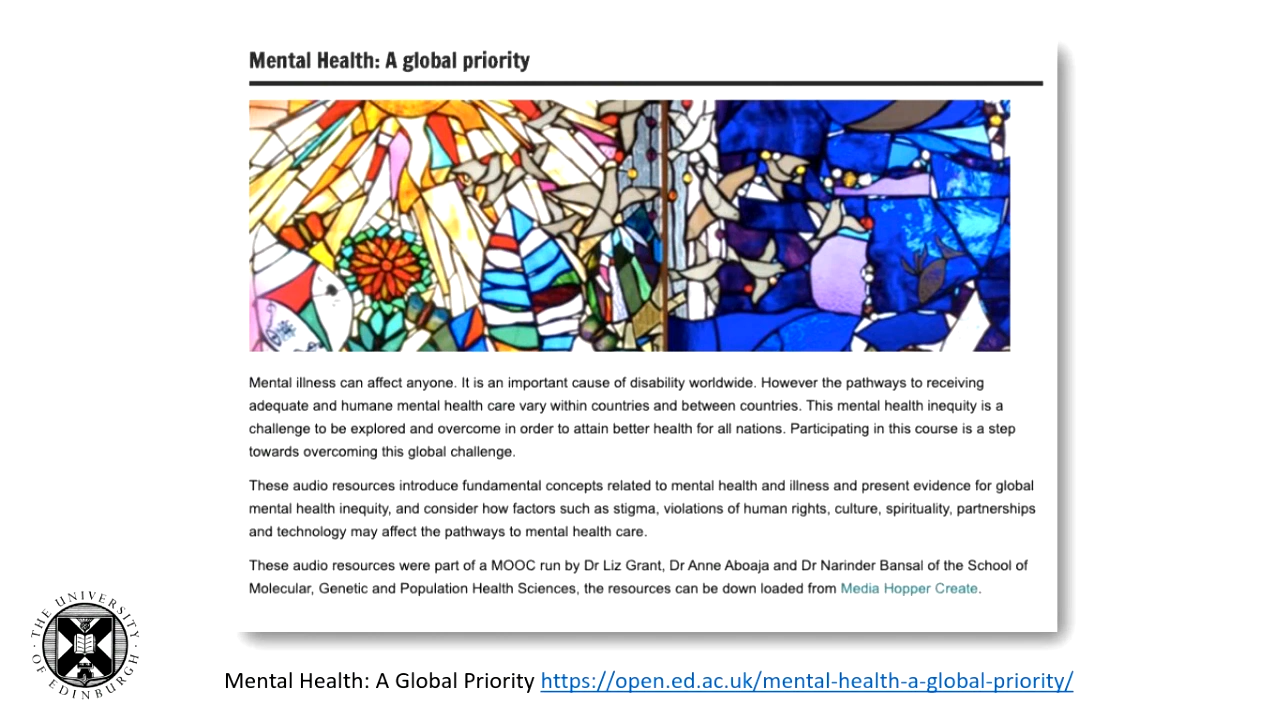 Mental Health: A global priority
Mental illness can affect anyone. It is an important cause of disability worldwide. However the pathways to receiving
adequate and humane mental health care vary within countries and between countries. This mental health inequity is a
challenge to be explored and overcome in order to attain better health for all nations. Participating in this course is a step
towards overcoming this global challenge.
These audio resources introduce fundamental concepts related to mental health and illness and present evidence for global
mental health inequity, and consider how factors such as stigma, violations of human rights, culture, spirituality, partnerships
and technology may affect the pathways to mental health care.
These audio resources were part of a MOOC run by Dr Liz Grant, Dr Anne Aboaja and Dr Narinder Bansal of the School of
Molecular, Genetic and Population Health Sciences, the resources can be down loaded from Media Hopper Create.
THE UNIVERSITY
OF EDINBURGH
Mental Health: A Global Priority https://open.ed.ac.uk/mental-health-a-global-priority/